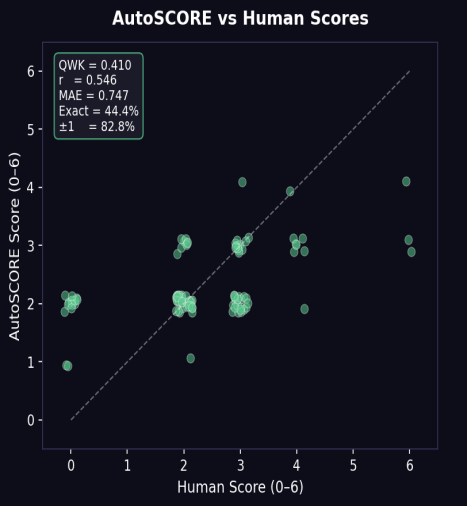 AutoSCORE vs Human Scores
QWK = 0.410
r = 0.546
MAE = 0.747
Exact = 44.4%
±1 = 82.8%
AutoSCORE Score (0–6)
6
5
4
3
2
1
0
0 1 2 3 4 5 6
Human Score (0–6)